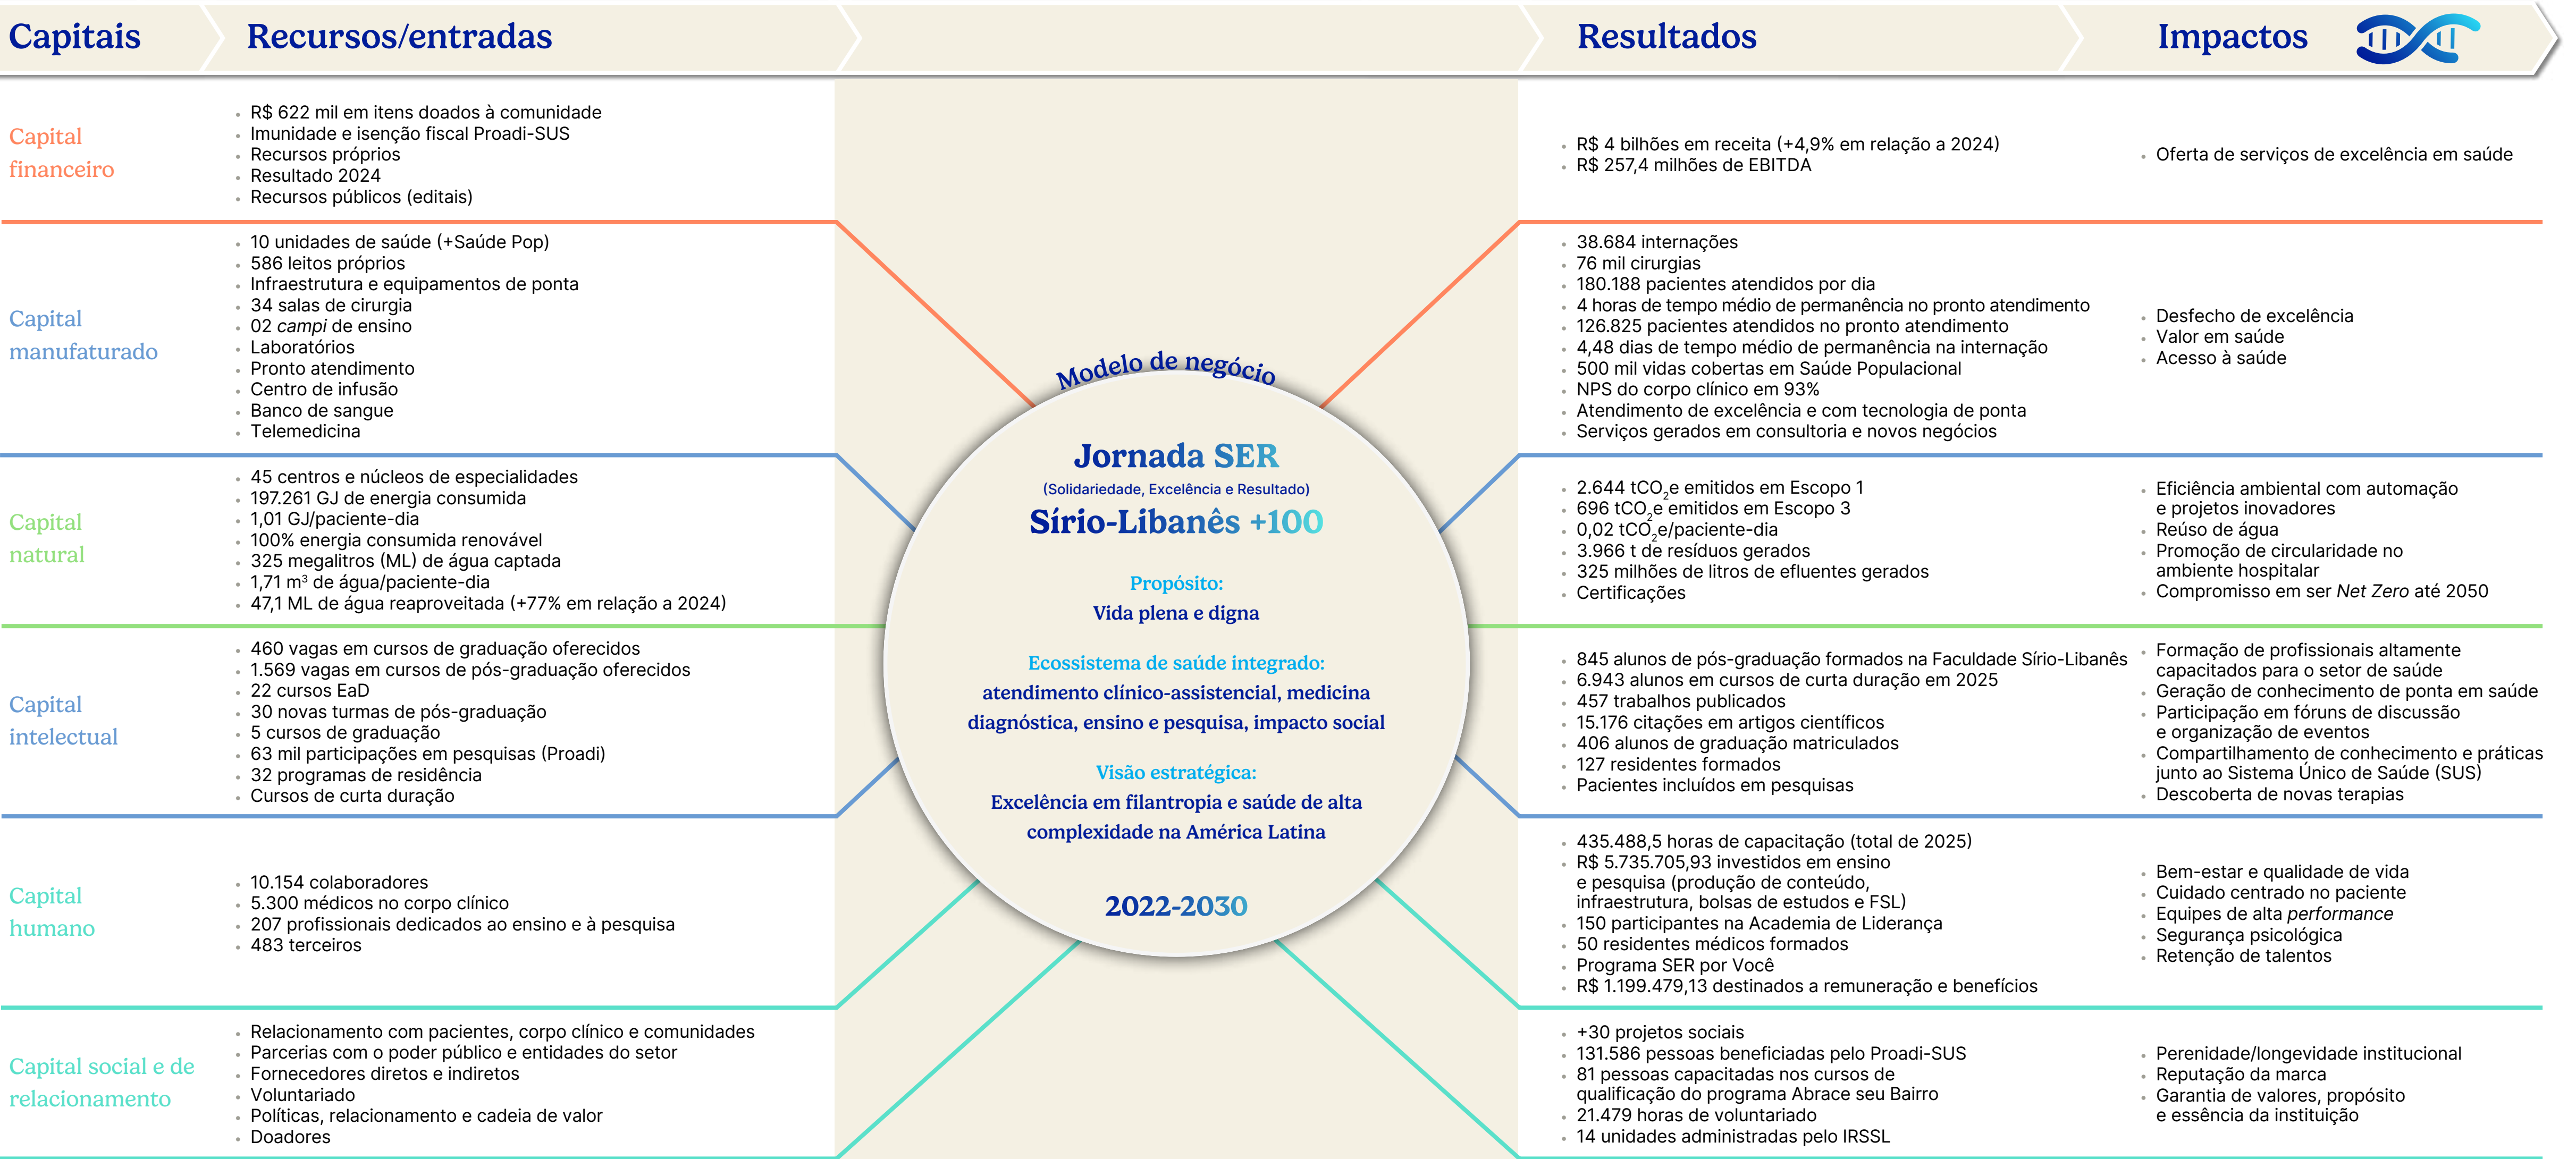 Capitais
Recursos/entradas
Resultados
Impactos
Capital
financeiro
R$ 622 mil em itens doados à comunidade
Imunidade e isenção fiscal Proadi-SUS
Recursos próprios
Resultado 2024
Recursos públicos (editais)
R$ 4 bilhões em receita (+4,9% em relação a 2024)
R$ 257,4 milhões de EBITDA
Oferta de serviços de excelência em saúde
Capital
manufaturado
10 unidades de saúde (+Saúde Pop)
586 leitos próprios
Infraestrutura e equipamentos de ponta
34 salas de cirurgia
02 campi de ensino
Laboratórios
Pronto atendimento
Centro de infusão
Banco de sangue
Telemedicina
38.684 internações
76 mil cirurgias
180.188 pacientes atendidos por dia
4 horas de tempo médio de permanência no pronto atendimento
126.825 pacientes atendidos no pronto atendimento
4,48 dias de tempo médio de permanência na internação
500 mil vidas cobertas em Saúde Populacional
NPS do corpo clínico em 93%
Atendimento de excelência e com tecnologia de ponta
Serviços gerados em consultoria e novos negócios
Desfecho de excelência
Valor em saúde
Acesso à saúde
Capital
natural
45 centros e núcleos de especialidades
197.261 GJ de energia consumida
1,01 GJ/paciente-dia
100% energia consumida renovável
325 megalitros (ML) de água captada
1,71 m³ de água/paciente-dia
47,1 ML de água reaproveitada (+77% em relação a 2024)
2.644 tCO₂e emitidos em Escopo 1
696 tCO₂e emitidos em Escopo 3
0,02 tCO₂e/paciente-dia
3.966 t de resíduos gerados
325 milhões de litros de efluentes gerados
Certificações
Eficiência ambiental com automação
e projetos inovadores
Reúso de água
Promoção de circularidade no
ambiente hospitalar
Compromisso em ser Net Zero até 2050
Capital
intelectual
460 vagas em cursos de graduação oferecidos
1.569 vagas em cursos de pós-graduação oferecidos
22 cursos EaD
30 novas turmas de pós-graduação
5 cursos de graduação
63 mil participações em pesquisas (Proadi)
32 programas de residência
Cursos de curta duração
845 alunos de pós-graduação formados na Faculdade Sírio-Libanês
6.943 alunos em cursos de curta duração em 2025
457 trabalhos publicados
15.176 citações em artigos científicos
406 alunos de graduação matriculados
127 residentes formados
Pacientes incluídos em pesquisas
Formação de profissionais altamente
capacitados para o setor de saúde
Geração de conhecimento de ponta em saúde
Participação em fóruns de discussão
e organização de eventos
Compartilhamento de conhecimento e práticas
junto ao Sistema Único de Saúde (SUS)
Descoberta de novas terapias
Capital
humano
10.154 colaboradores
5.300 médicos no corpo clínico
207 profissionais dedicados ao ensino e à pesquisa
483 terceiros
435.488,5 horas de capacitação (total de 2025)
R$ 5.735.705,93 investidos em ensino
e pesquisa (produção de conteúdo,
infraestrutura, bolsas de estudos e FSL)
150 participantes na Academia de Liderança
50 residentes médicos formados
Programa SER por Você
R$ 1.199.479,13 destinados a remuneração e benefícios
Bem-estar e qualidade de vida
Cuidado centrado no paciente
Equipes de alta performance
Segurança psicológica
Retenção de talentos
Capital social e de
relacionamento
Relacionamento com pacientes, corpo clínico e comunidades
Parcerias com o poder público e entidades do setor
Fornecedores diretos e indiretos
Voluntariado
Políticas, relacionamento e cadeia de valor
Doadores
+30 projetos sociais
131.586 pessoas beneficiadas pelo Proadi-SUS
81 pessoas capacitadas nos cursos de
qualificação do programa Abrace seu Bairro
21.479 horas de voluntariado
14 unidades administradas pelo IRSSL
Perenidade/longevidade institucional
Reputação da marca
Garantia de valores, propósito
e essência da instituição
Modelo de negócio
Jornada SER
(Solidariedade, Excelência e Resultado)
Sírio-Libanês +100
Propósito:
Vida plena e digna
Ecossistema de saúde integrado:
atendimento clínico-assistencial, medicina
diagnóstica, ensino e pesquisa, impacto social
Visão estratégica:
Excelência em filantropia e saúde de alta
complexidade na América Latina
2022-2030